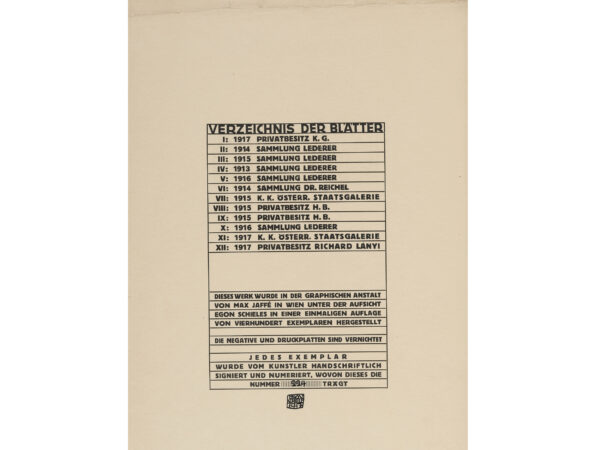 VERZEICHNIS DER BLÄTTER
I: 1917 PRIVATBESITZ K. G.
II: 1914 SAMMLUNG LEDERER
III: 1915 SAMMLUNG LEDERER
IV: 1913 SAMMLUNG LEDERER
V: 1916 SAMMLUNG LEDERER
VI: 1914 SAMMLUNG DR. REICHEL
VII: 1915 K. K. ÖSTERR. STAATSGALERIE
VIII: 1915 PRIVATBESITZ H. B.
IX: 1915 PRIVATBESITZ H. B.
X: 1916 SAMMLUNG LEDERER
XI: 1917 K. K. ÖSTERR. STAATSGALERIE
XII: 1917 PRIVATBESITZ RICHARD LÁNYI
DIESES WERK WURDE IN DER GRAPHISCHEN ANSTALT
VON MAX JAFFÉ IN WIEN UNTER DER AUFSICHT
EGON SCHIELES IN EINER EINMALIGEN AUFLAGE
VON VIERHUNDERT EXEMPLAREN HERGESTELLT
DIE NEGATIVE UND DRUCKPLATTEN SIND VERNICHTET
JEDES EXEMPLAR
WURDE VOM KÜNSTLER HANDSCHRIFTLICH
SIGNIERT UND NUMERIERT, WOVON DIESES DIE
NUMMER TRÄGT